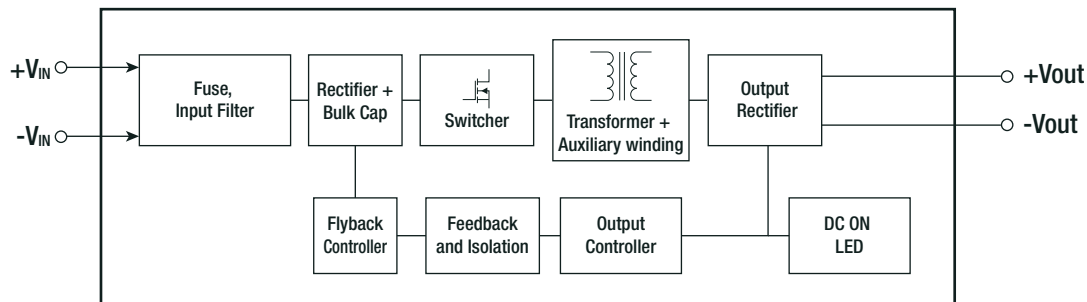 +VIN
-VIN
Fuse,
Input Filter
Rectifier +
Bulk Cap
Switcher
Transformer +
Auxiliary winding
Output
Rectifier
+Vout
-Vout
Flyback
Controller
Feedback
and Isolation
Output
Controller
DC ON
LED